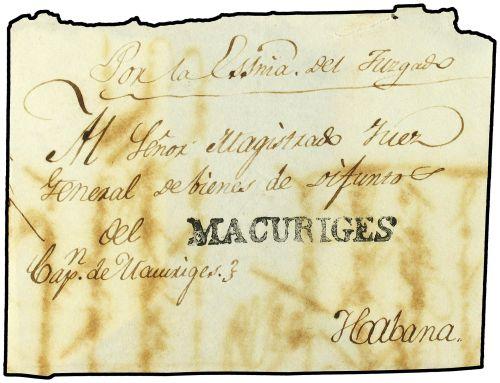 Por la Essnia. del Juzgado
Al Señor Magistrado Juez
General de bienes de difuntos
del MACURIGES
Capn. de Macuriges.
Habana.